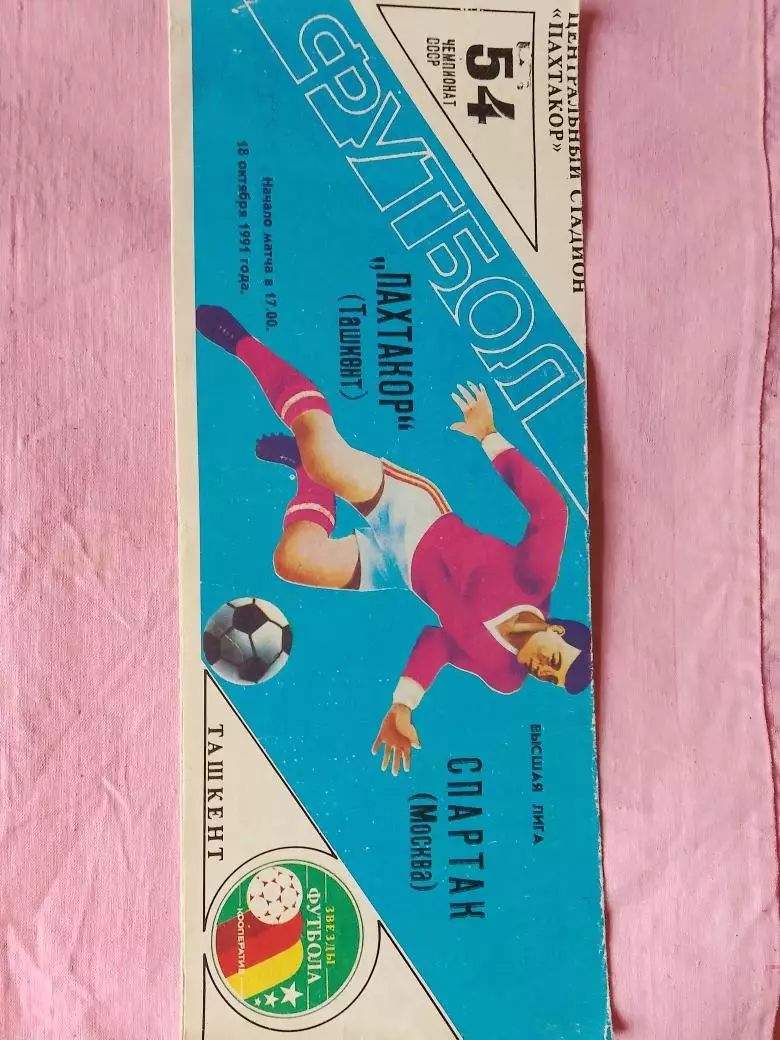 ЦЕНТРАЛЬНЫЙ СТАДИОН
«ПАХТАКОР»
54
ЧЕМПИОНАТ
СССР
ФУТБОЛ
ВЫСШАЯ ЛИГА
„ПАХТАКОР“
(Ташкент)
СПАРТАК
(Москва)
Начало матча в 17.00.
18 октября 1991 года.
ТАШКЕНТ
ЗВЕЗДЫ
ФУТБОЛА
КООПЕРАТИВ